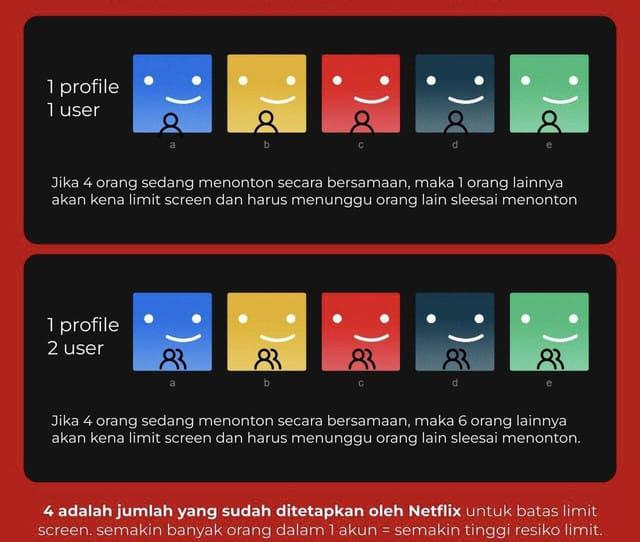 1 profile
1 user
a
b
c
d
e
Jika 4 orang sedang menonton secara bersamaan, maka 1 orang lainnya
akan kena limit screen dan harus menunggu orang lain sleesai menonton
1 profile
2 user
a
b
c
d
e
Jika 4 orang sedang menonton secara bersamaan, maka 6 orang lainnya
akan kena limit screen dan harus menunggu orang lain sleesai menonton.
4 adalah jumlah yang sudah ditetapkan oleh Netflix untuk batas limit
screen. semakin banyak orang dalam 1 akun = semakin tinggi resiko limit.